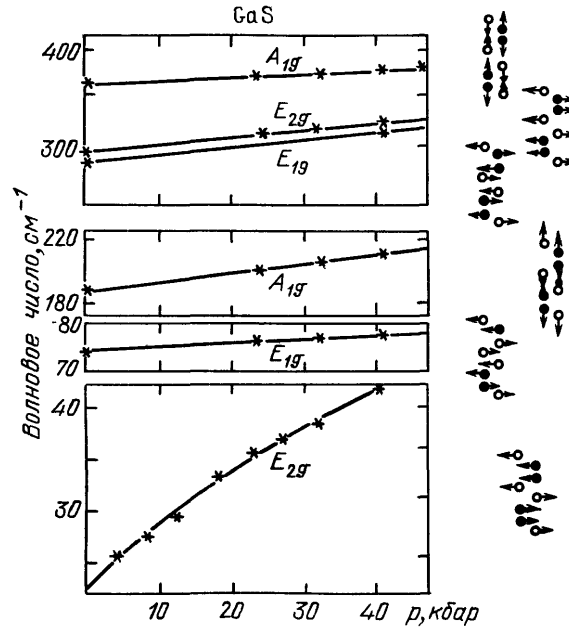 GaS
400
A1g
E2g
300
E1g
220
A1g
180
80
E1g
70
40
E2g
30
10 20 30 40 р, кбар
Волновое число, см⁻¹